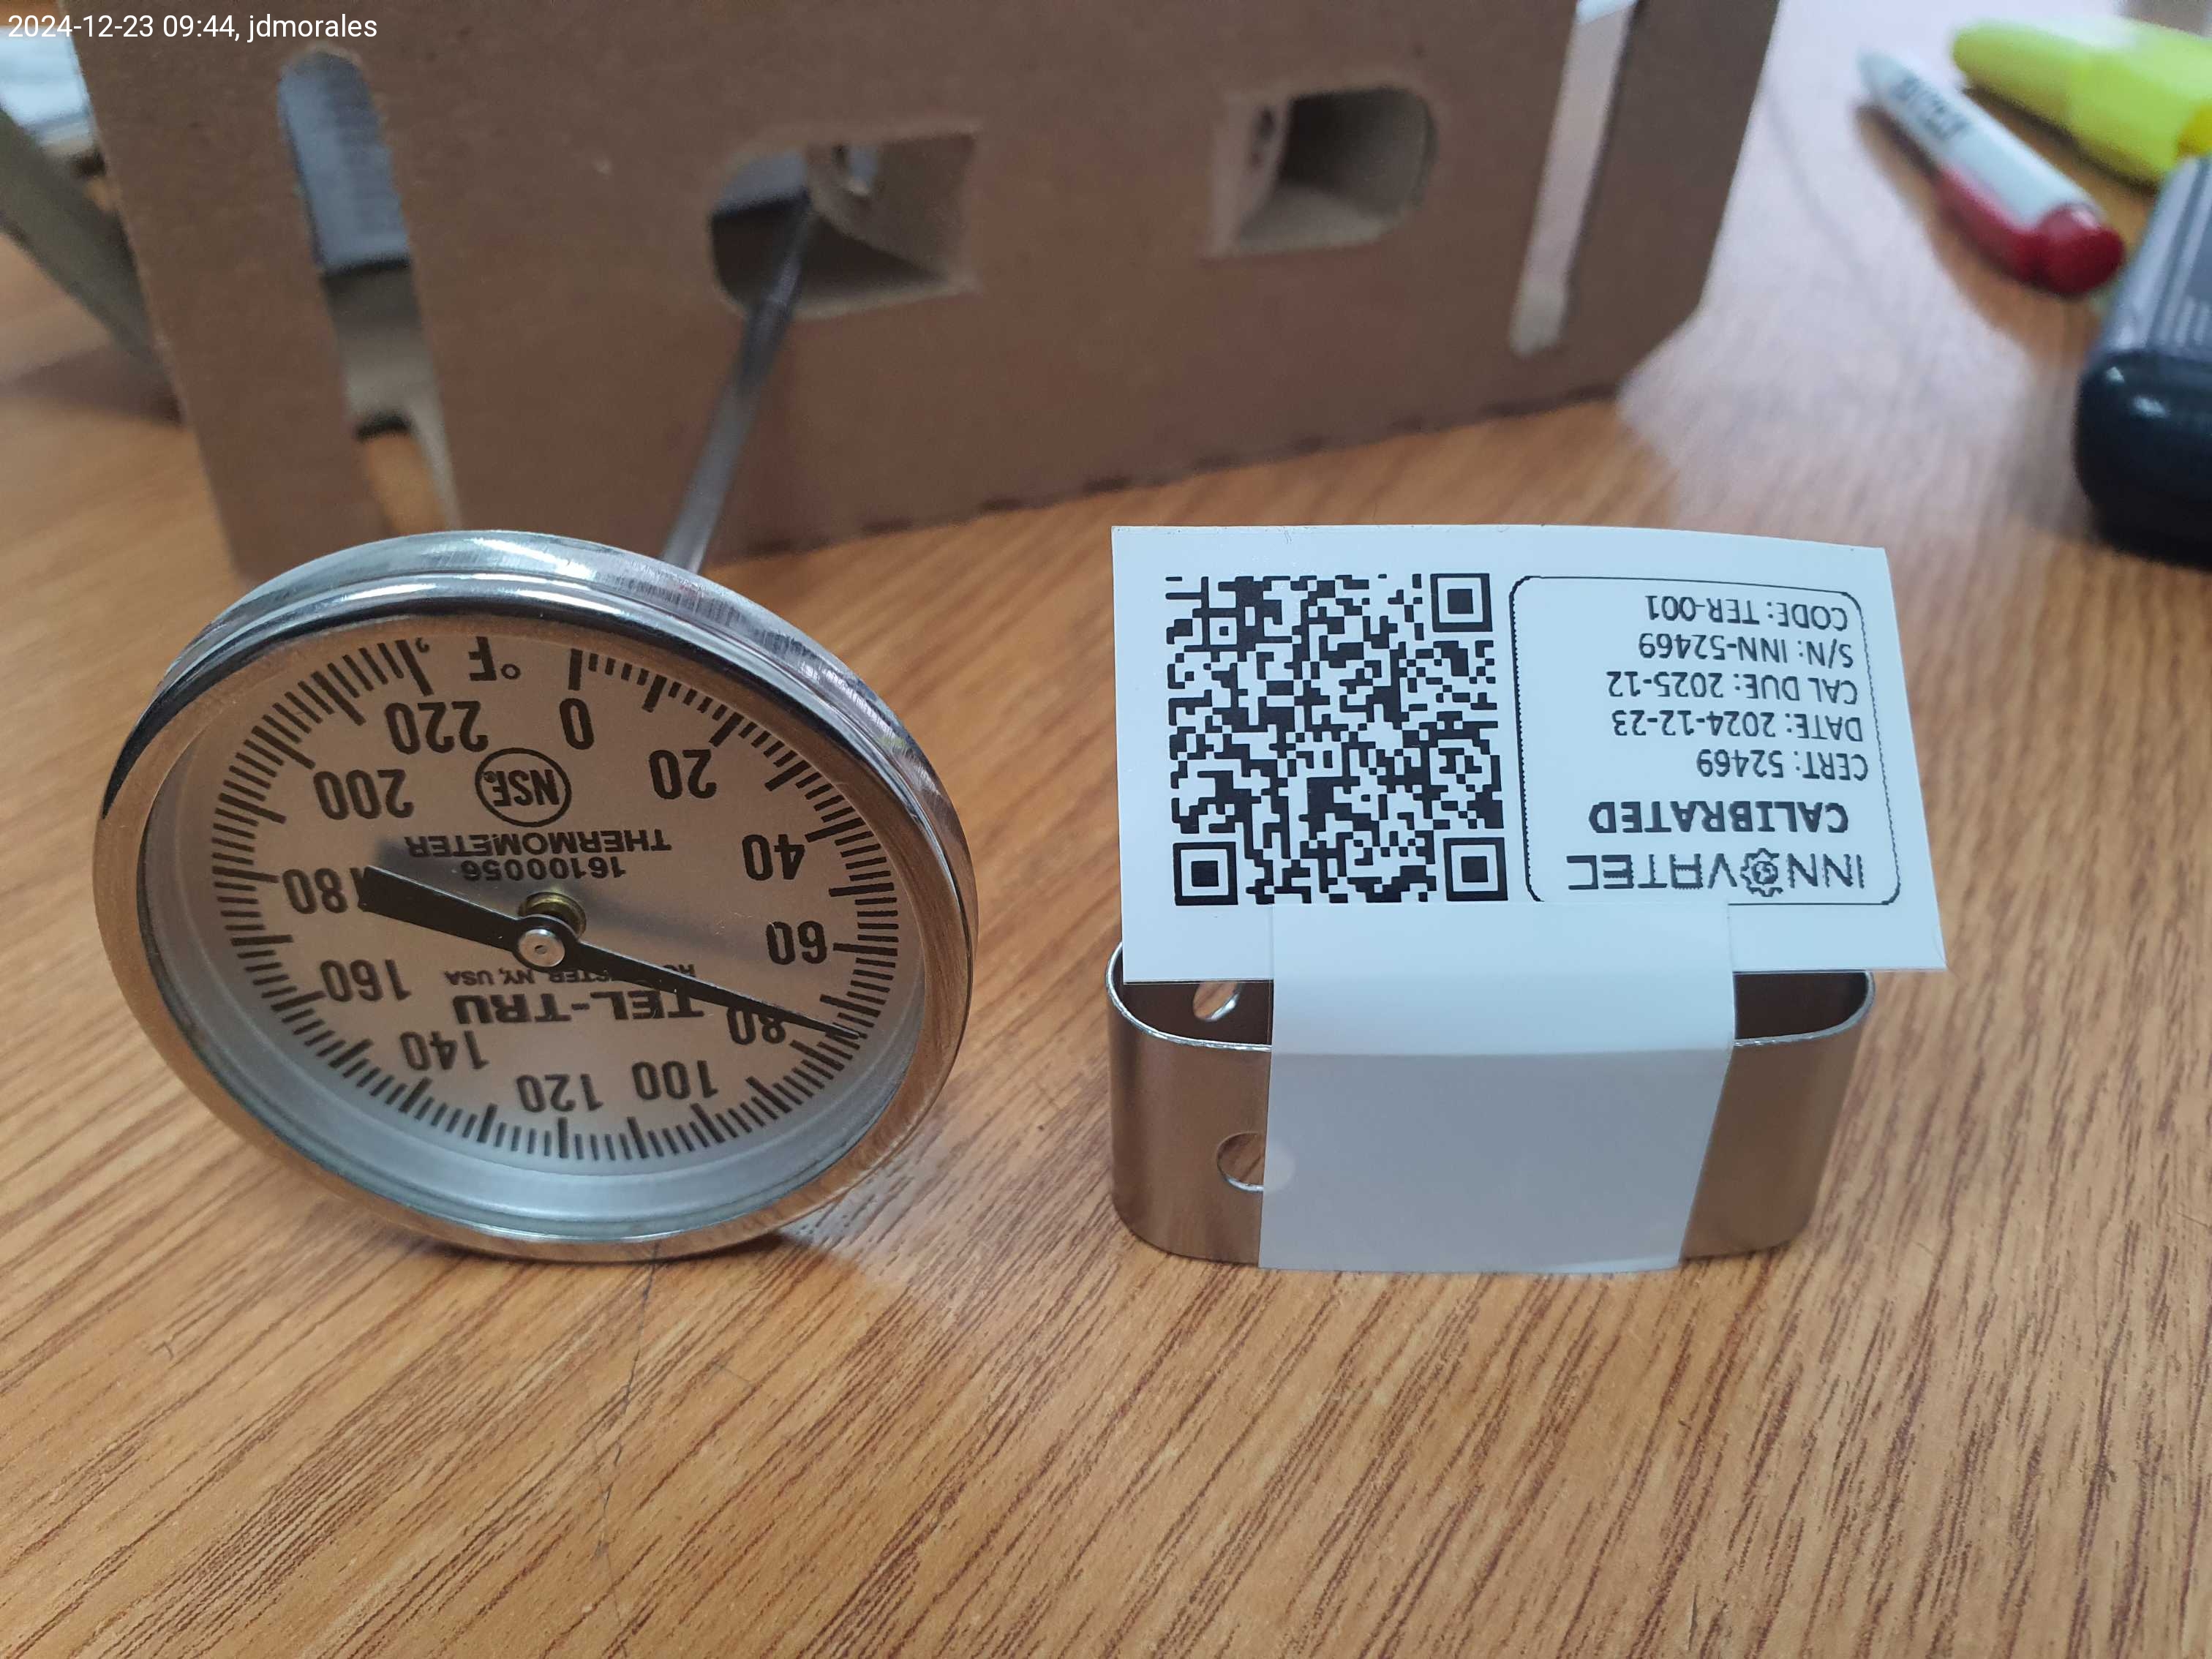 2024-12-23 09:44, jdmorales
°F
0
20
40
60
80
100
120
140
160
180
200
220
TEL-TRU
NY, USA
16100056
THERMOMETER
NSF®
INNOVATEC
CALIBRATED
CERT: 52469
DATE: 2024-12-23
CAL DUE: 2025-12
S/N: INN-52469
CODE: TER-001